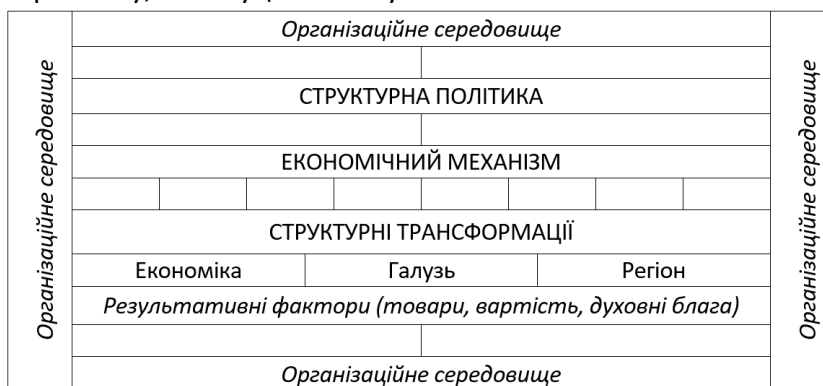 Організаційне середовище
Організаційне середовище
СТРУКТУРНА ПОЛІТИКА
ЕКОНОМІЧНИЙ МЕХАНІЗМ
СТРУКТУРНІ ТРАНСФОРМАЦІЇ
Економіка
Галузь
Регіон
Результативні фактори (товари, вартість, духовні блага)
Організаційне середовище
Організаційне середовище